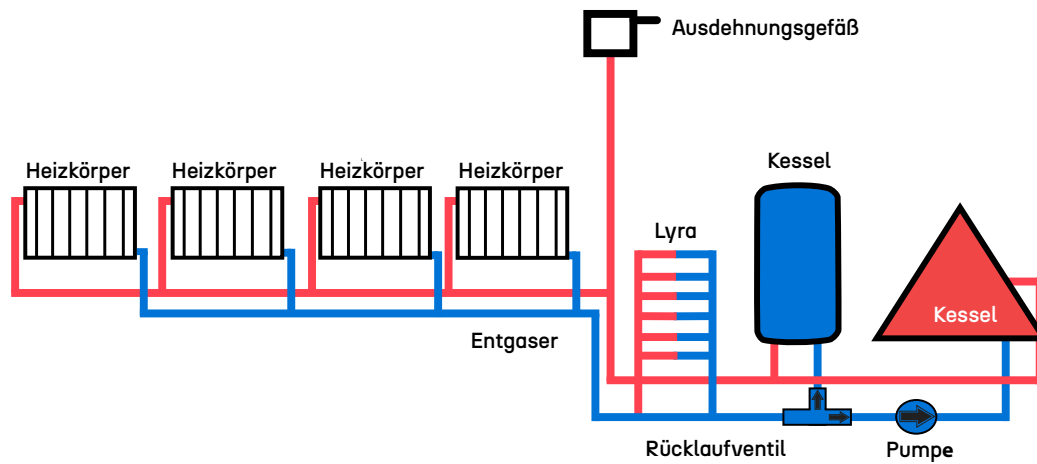 Ausdehnungsgefäß
Heizkörper
Heizkörper
Heizkörper
Heizkörper
Kessel
Lyra
Kessel
Entgaser
Rücklaufventil
Pumpe